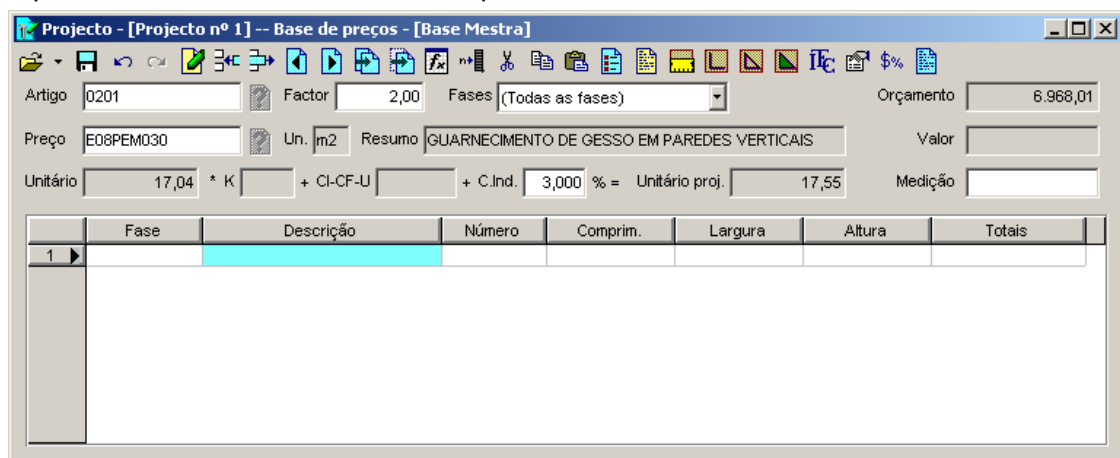 Projecto - [Projecto nº 1] -- Base de preços - [Base Mestra]
Artigo 0201 Factor 2,00 Fases (Todas as fases) Orçamento 6.968,01
Preço E08PEM030 Un. m2 Resumo GUARNECIMENTO DE GESSO EM PAREDES VERTICAIS Valor
Unitário 17,04 * K + CI-CF-U + C.Ind. 3,000 % = Unitário proj. 17,55 Medição
Fase Descrição Número Comprim. Largura Altura Totais
1